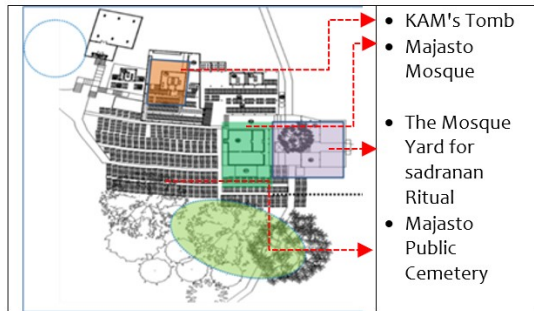 • KAM's Tomb
• Majasto
Mosque
• The Mosque
Yard for
sadranan
Ritual
• Majasto
Public
Cemetery